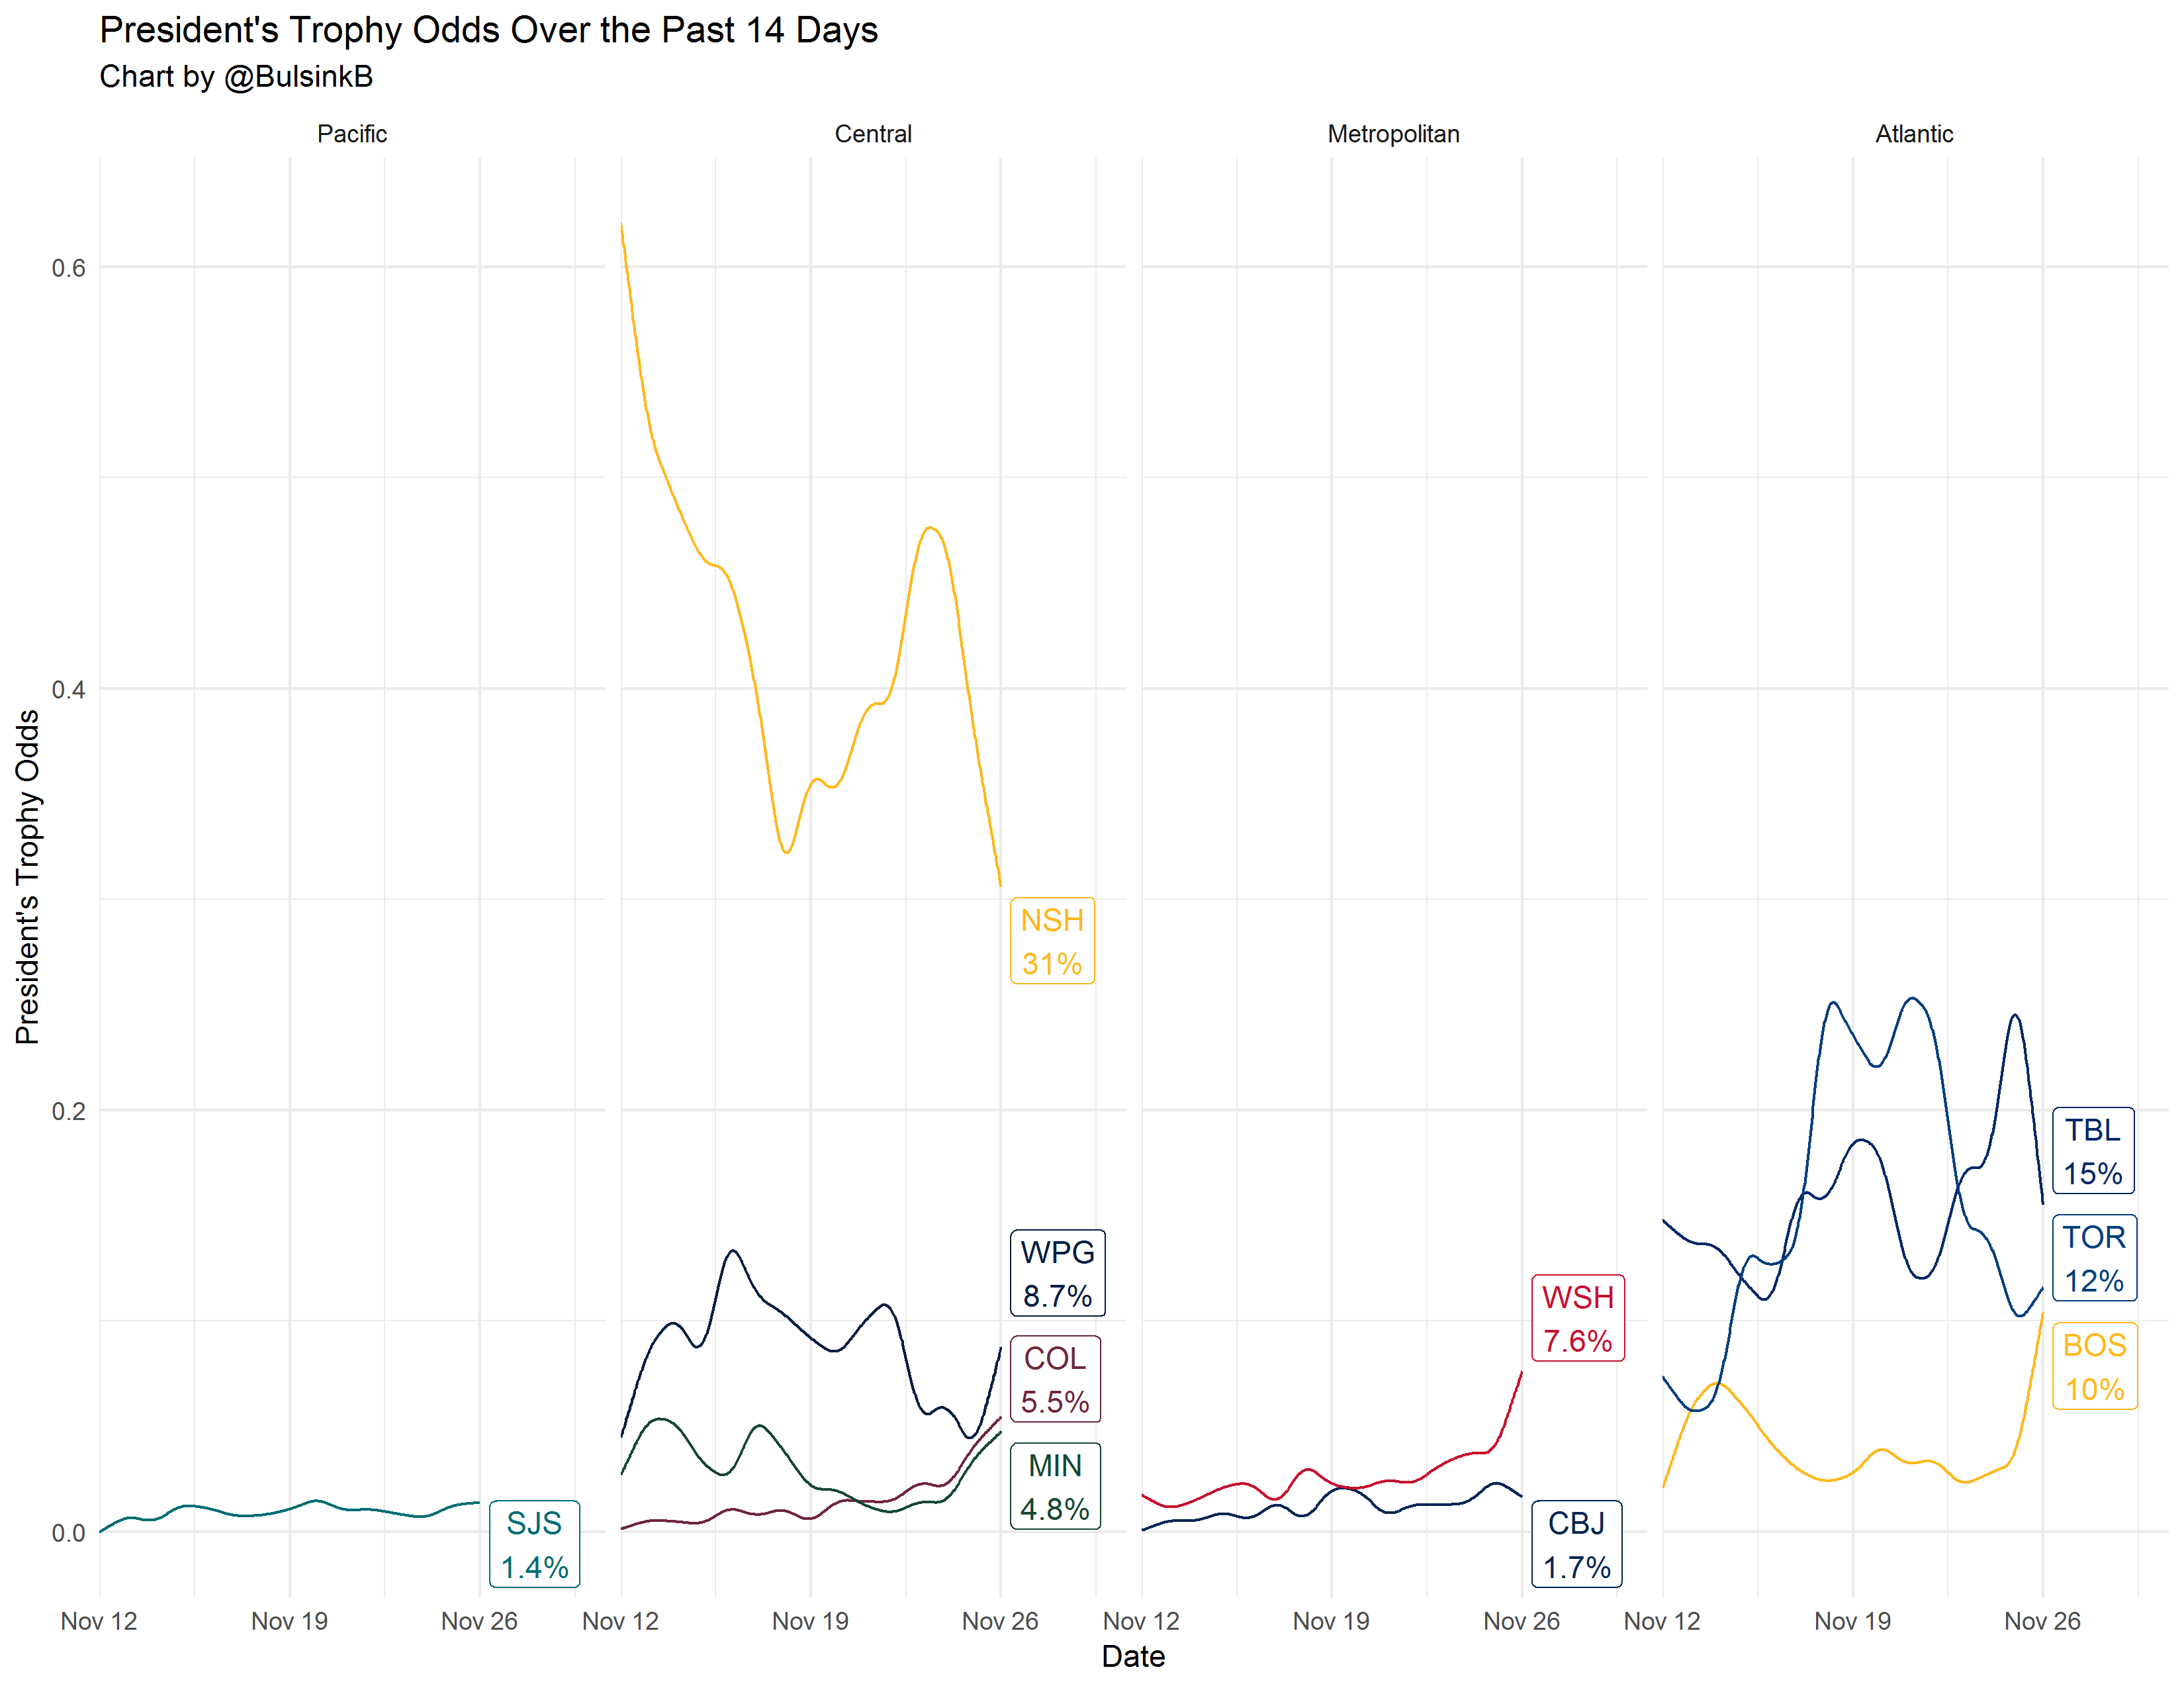 President's Trophy Odds Over the Past 14 Days
Chart by @BulsinkB
Pacific
Central
Metropolitan
Atlantic
President's Trophy Odds
0.6
0.4
0.2
0.0
NSH
31%
WPG
8.7%
COL
5.5%
MIN
4.8%
SJS
1.4%
WSH
7.6%
CBJ
1.7%
TBL
15%
TOR
12%
BOS
10%
Nov 12
Nov 19
Nov 26
Nov 12
Nov 19
Nov 26
Nov 12
Nov 19
Nov 26
Nov 12
Nov 19
Nov 26
Date